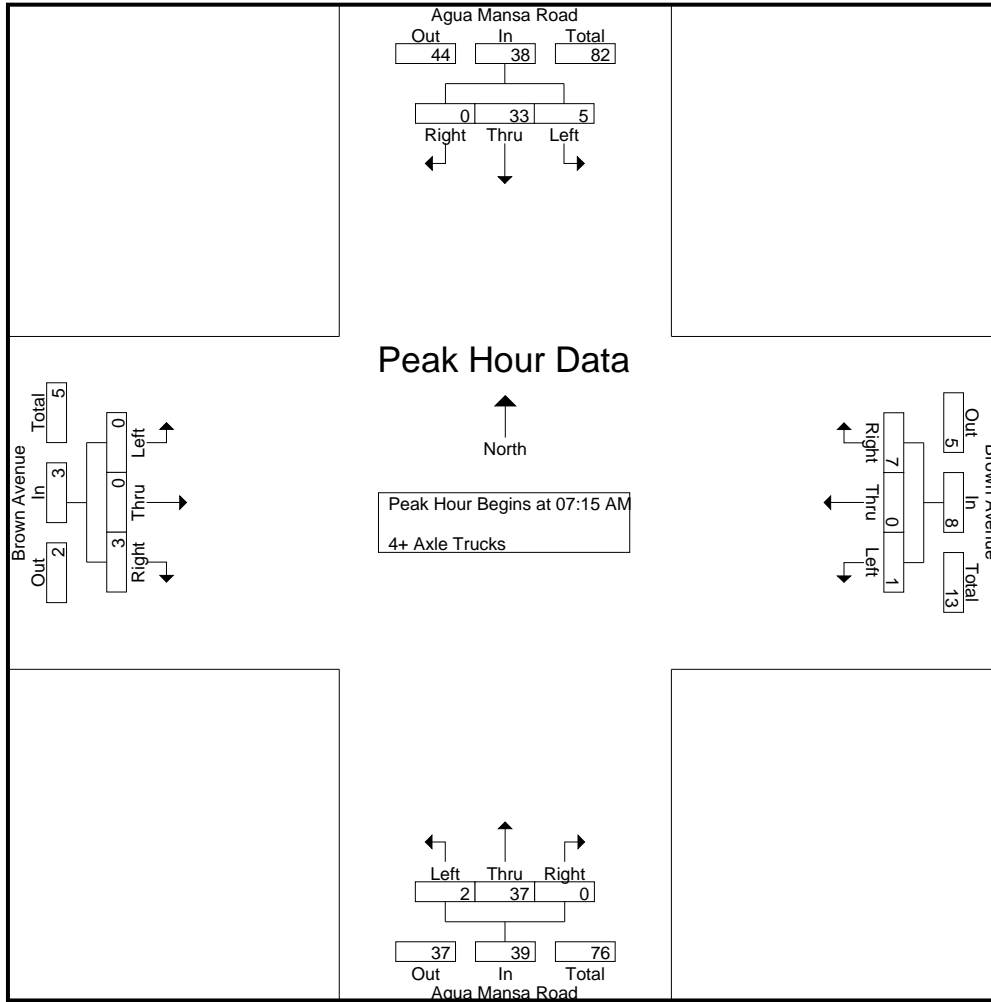 Agua Mansa Road
Out In Total
44 38 82
0 33 5
Right Thru Left
Peak Hour Data
North
Peak Hour Begins at 07:15 AM
4+ Axle Trucks
Brown Avenue
Out In Total
2 3 5
3 0 0
Right Thru Left
Brown Avenue
Out In Total
5 8 13
7 0 1
Right Thru Left
Left Thru Right
2 37 0
37 39 76
Out In Total
Agua Mansa Road